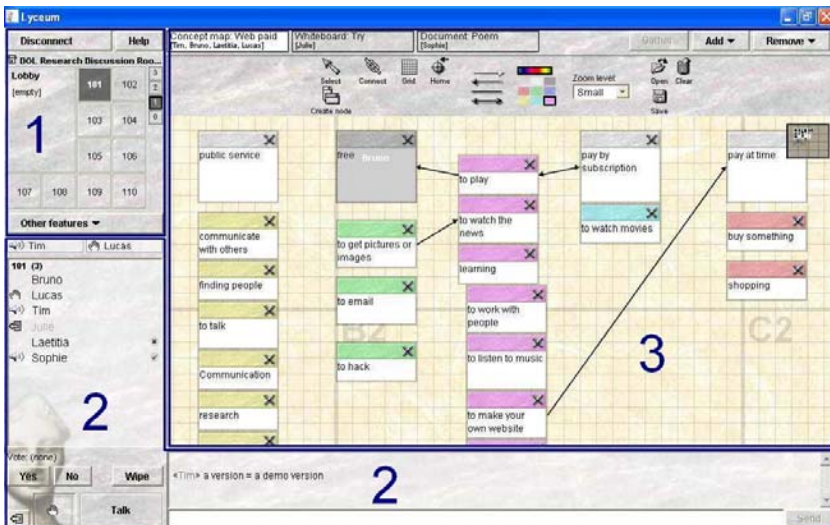 Lyceum
Disconnect Help
Concept map: Web paid
[Tim, Bruno, Laetitia, Lucas]
Whiteboard: Try
[Julie]
Document: Poem
[Sophie]
Gather Add Remove
DOL Research Discussion Roo...
Lobby
[empty]
101 102
103 104
105 106
107 108 109 110
3
2
1
0
1
Other features
Select Connect Grid Home
Create node
Zoom level
Small
Open Clear
Save
public service
communicate
with others
finding people
to talk
Communication
research
free Bruno
to get pictures or
images
to email
to hack
B2
to play
to watch the
news
learning
to work with
people
to listen to music
to make your
own website
pay by
subscription
to watch movies
pay at time
buy something
shopping
C2
3
Tim Lucas
101 (3)
Bruno
Lucas
Tim
Julie
Laetitia
Sophie
2
Vote: (none)
Yes No Wipe
Talk
<Tim> a version = a demo version
2
Send